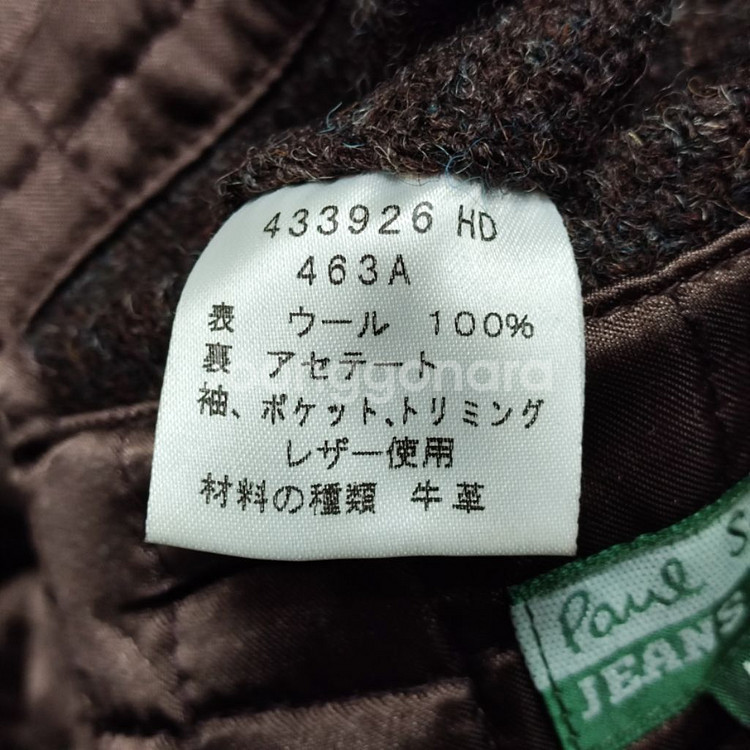 433926 HD
463A
表 ウール 100%
裏 アセテート
袖、ポケット、トリミング
レザー使用
材料の種類 牛革
Paul S
JEANS